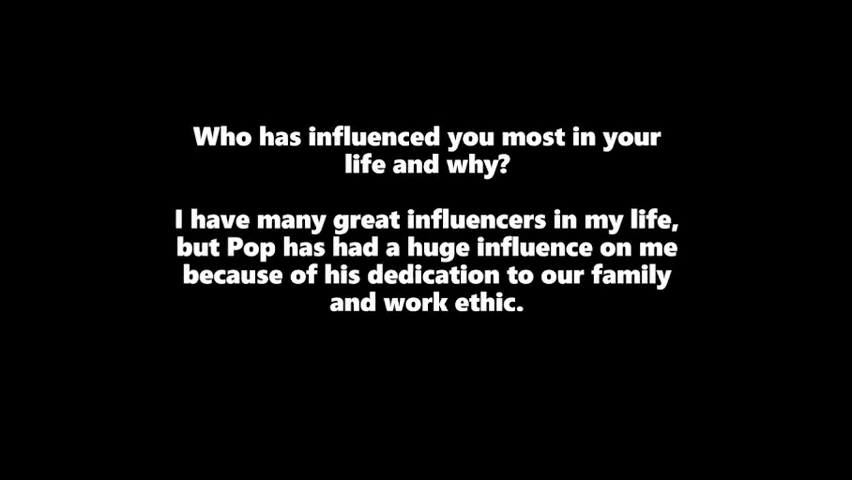 Who has influenced you most in your
life and why?
I have many great influencers in my life,
but Pop has had a huge influence on me
because of his dedication to our family
and work ethic.